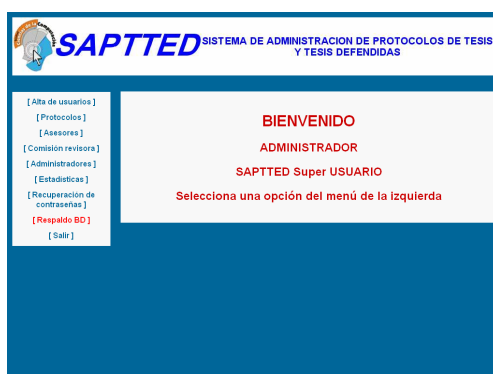 SAPTTED
SISTEMA DE ADMINISTRACION DE PROTOCOLOS DE TESIS
Y TESIS DEFENDIDAS
[ Alta de usuarios ]
[ Protocolos ]
[ Asesores ]
[ Comisión revisora ]
[ Administradores ]
[ Estadísticas ]
[ Recuperación de
contraseñas ]
[ Respaldo BD ]
[ Salir ]
BIENVENIDO
ADMINISTRADOR
SAPTTED Super USUARIO
Selecciona una opción del menú de la izquierda